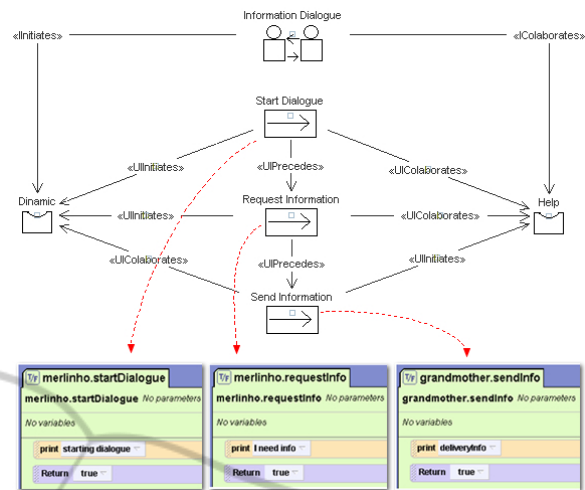 Information Dialogue
«IInitiates»
«IColaborates»
Start Dialogue
«UIInitiates»
«UIPrecedes»
«UIColaborates»
Dinamic
«UIInitiates»
Request Information
«UIColaborates»
Help
«UIColaborates»
«UIPrecedes»
«UIInitiates»
Send Information
T/F merlinho.startDialogue
merlinho.startDialogue No parameters
No variables
print starting dialogue
Return true
T/F merlinho.requestInfo
merlinho.requestInfo No parameters
No variables
print I need info
Return true
T/F grandmother.sendInfo
grandmother.sendInfo No parameters
No variables
print deliveryInfo
Return true